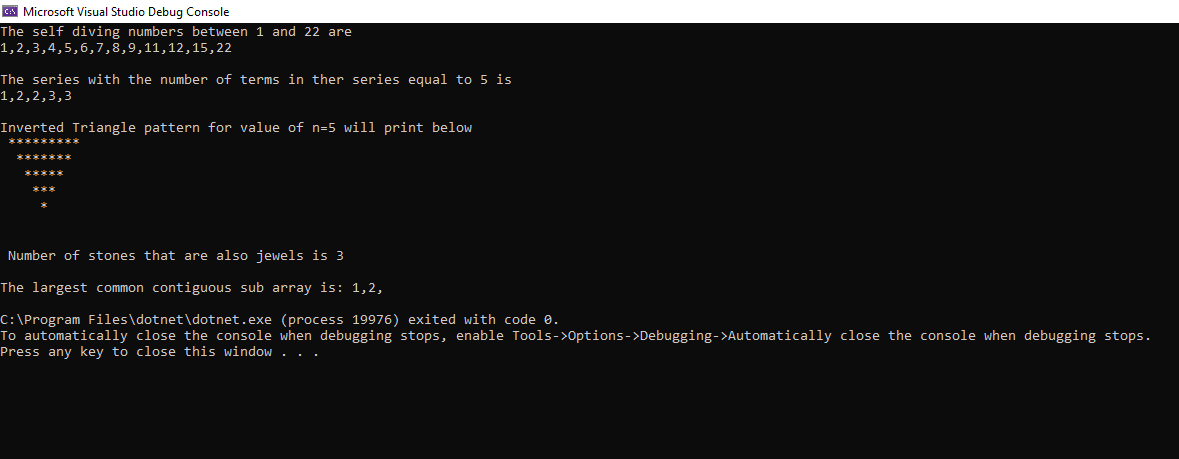 Microsoft Visual Studio Debug Console
The self diving numbers between 1 and 22 are
1,2,3,4,5,6,7,8,9,11,12,15,22
The series with the number of terms in ther series equal to 5 is
1,2,2,3,3
Inverted Triangle pattern for value of n=5 will print below
*********
*******
*****
***
*
Number of stones that are also jewels is 3
The largest common contiguous sub array is: 1,2,
C:\Program Files\dotnet\dotnet.exe (process 19976) exited with code 0.
To automatically close the console when debugging stops, enable Tools->Options->Debugging->Automatically close the console when debugging stops.
Press any key to close this window . . .